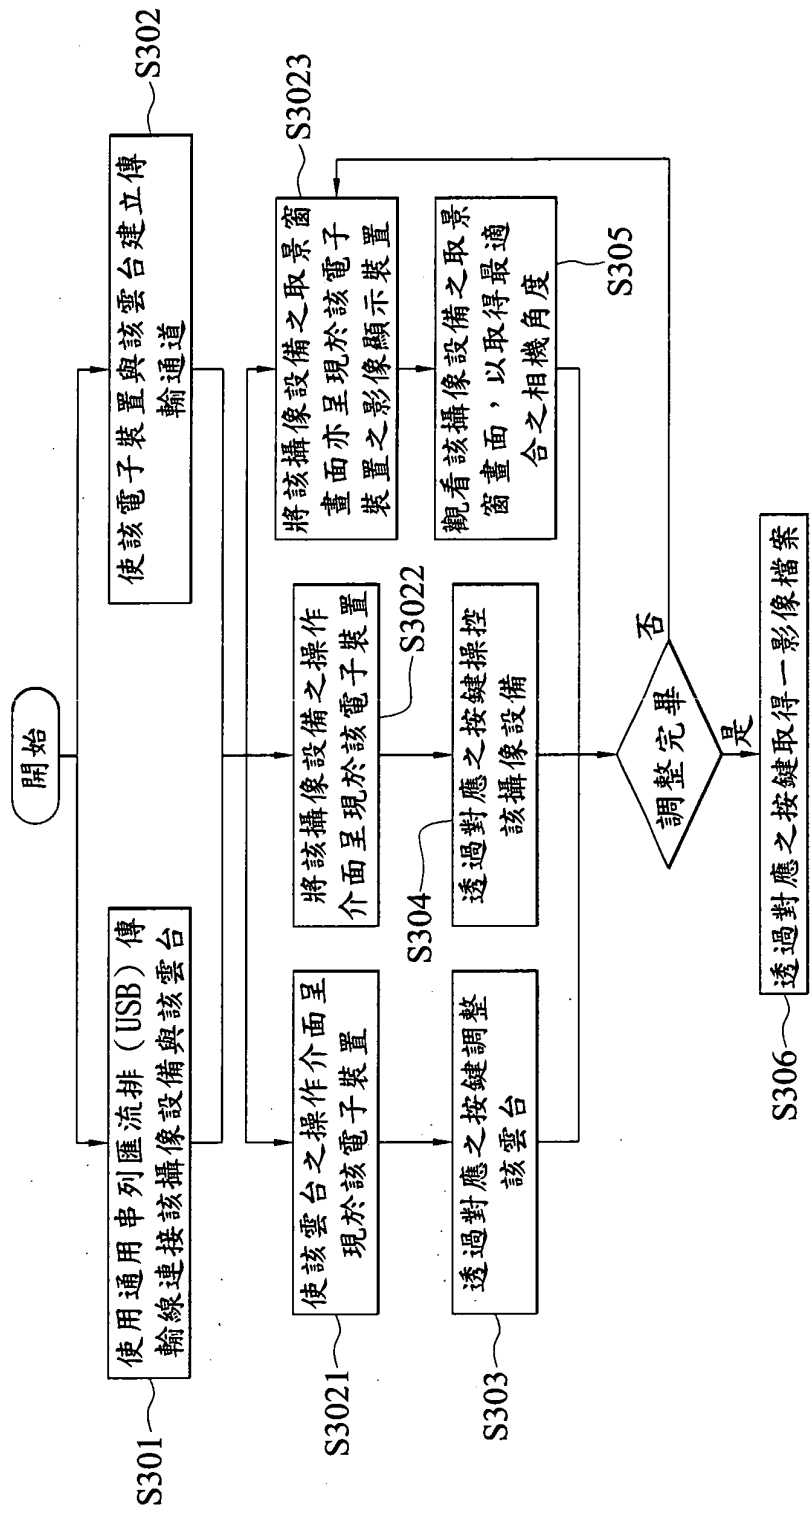 開始
S301
使用通用串列匯流排(USB)傳
輸線連接該攝像設備與該雲台
S302
使該電子裝置與該雲台建立傳
輸通道
S3021
使該雲台之操作介面呈
現於該電子裝置
S3022
將該攝像設備之操作
介面呈現於該電子裝置
S3023
將該攝像設備之取景窗
畫面亦呈現於該電子
裝置之影像顯示裝置
S303
透過對應之按鍵調整
該雲台
S304
透過對應之按鍵操控
該攝像設備
S305
觀看該攝像設備之取景
窗畫面，以取得最適
合之相機角度
調整完畢
否
是
S306
透過對應之按鍵取得一影像檔案